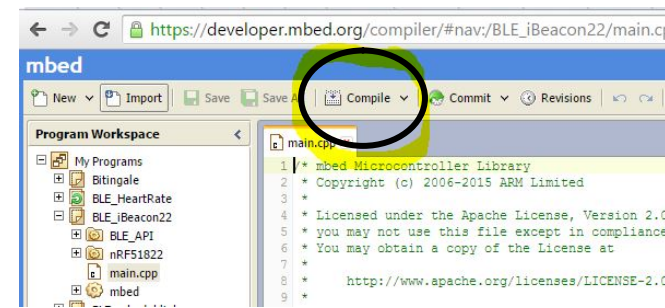 https://developer.mbed.org/compiler/#nav:/BLE_iBeacon22/main.c
mbed
New Import Save Save A Compile Commit Revisions
Program Workspace
main.cpp
My Programs
Bitingale
BLE_HeartRate
BLE_iBeacon22
BLE_API
nRF51822
main.cpp
mbed
1 /* mbed Microcontroller Library
2 * Copyright (c) 2006-2015 ARM Limited
3 *
4 * Licensed under the Apache License, Version 2.0
5 * you may not use this file except in compliance
6 * You may obtain a copy of the License at
7 *
8 * http://www.apache.org/licenses/LICENSE-2.0
9 *